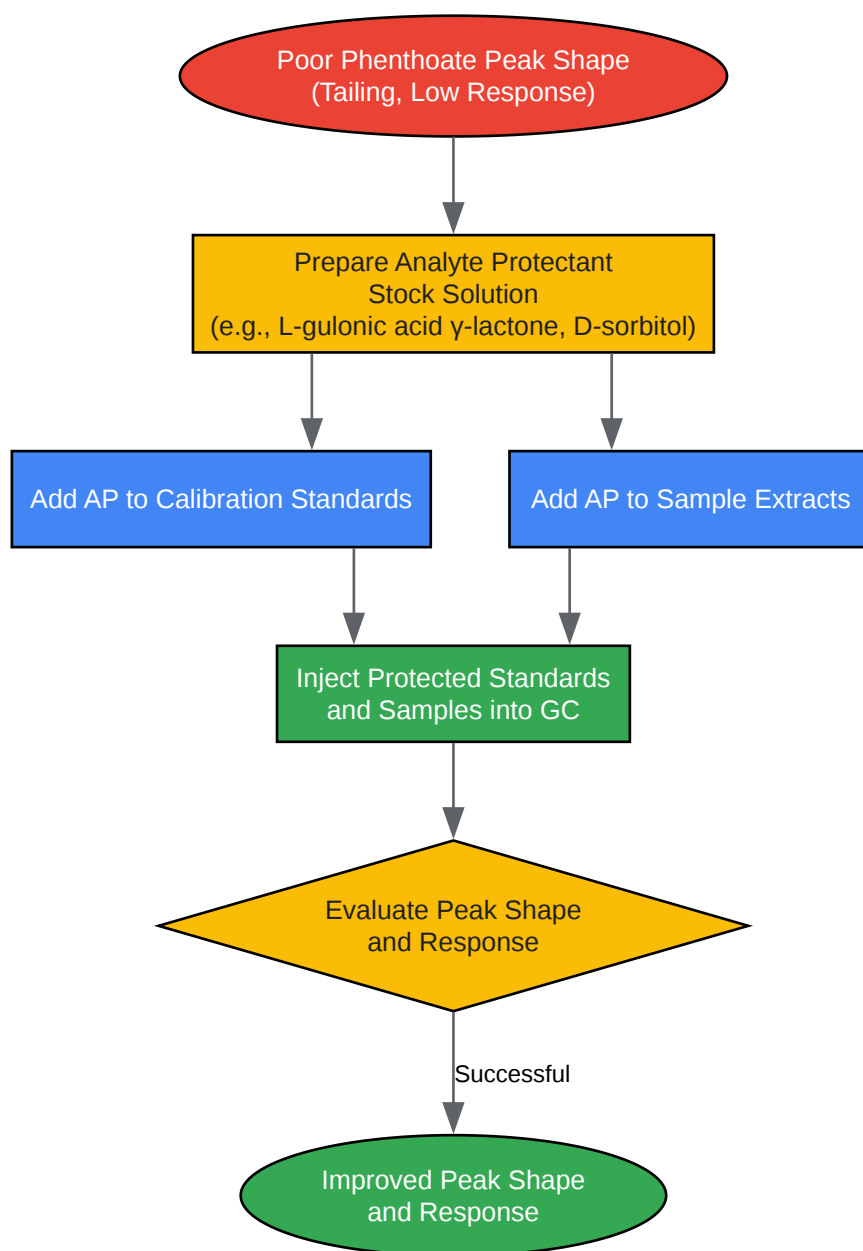 Poor Phenthoate Peak Shape
(Tailing, Low Response)
Prepare Analyte Protectant
Stock Solution
(e.g., L-gulonic acid γ-lactone, D-sorbitol)
Add AP to Calibration Standards
Add AP to Sample Extracts
Inject Protected Standards
and Samples into GC
Evaluate Peak Shape
and Response
Successful
Improved Peak Shape
and Response